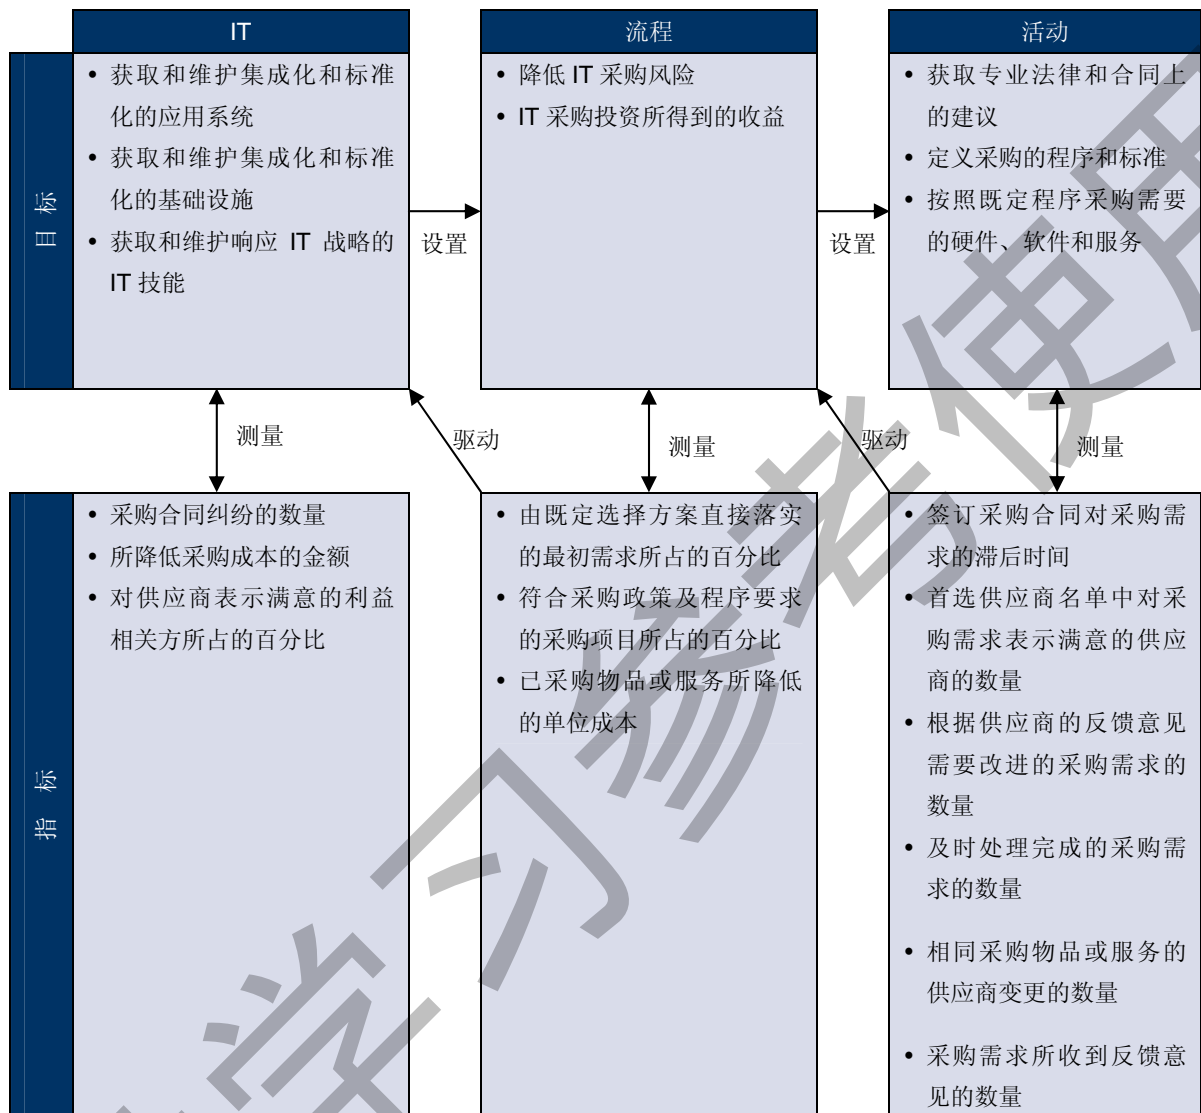 IT
流程
活动
目标
• 获取和维护集成化和标准
化的应用系统
• 获取和维护集成化和标准
化的基础设施
• 获取和维护响应 IT 战略的
IT 技能
设置
• 降低 IT 采购风险
• IT 采购投资所得到的收益
设置
• 获取专业法律和合同上
的建议
• 定义采购的程序和标准
• 按照既定程序采购需要
的硬件、软件和服务
测量
驱动
测量
驱动
测量
指标
• 采购合同纠纷的数量
• 所降低采购成本的金额
• 对供应商表示满意的利益
相关方所占的百分比
• 由既定选择方案直接落实
的最初需求所占的百分比
• 符合采购政策及程序要求
的采购项目所占的百分比
• 已采购物品或服务所降低
的单位成本
• 签订采购合同对采购需
求的滞后时间
• 首选供应商名单中对采
购需求表示满意的供应
商的数量
• 根据供应商的反馈意见
需要改进的采购需求的
数量
• 及时处理完成的采购需
求的数量
• 相同采购物品或服务的
供应商变更的数量
• 采购需求所收到反馈意
见的数量
学习参考使用